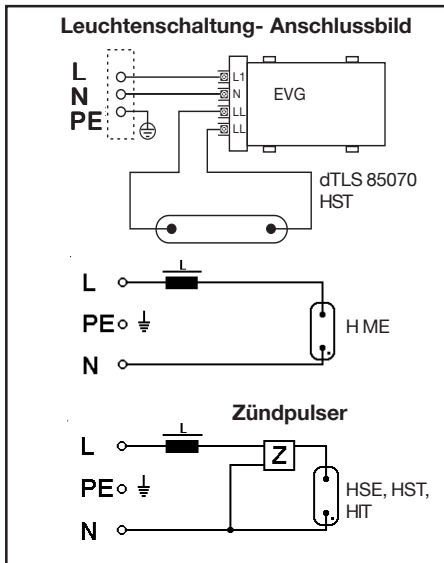 Leuchtenschaltung- Anschlussbild
L
N
PE
L1
N
LL
LL
EVG
dTLS 85070
HST
L
L
PE
N
H ME
Zündpulser
L
L
Z
PE
N
HSE, HST,
HIT